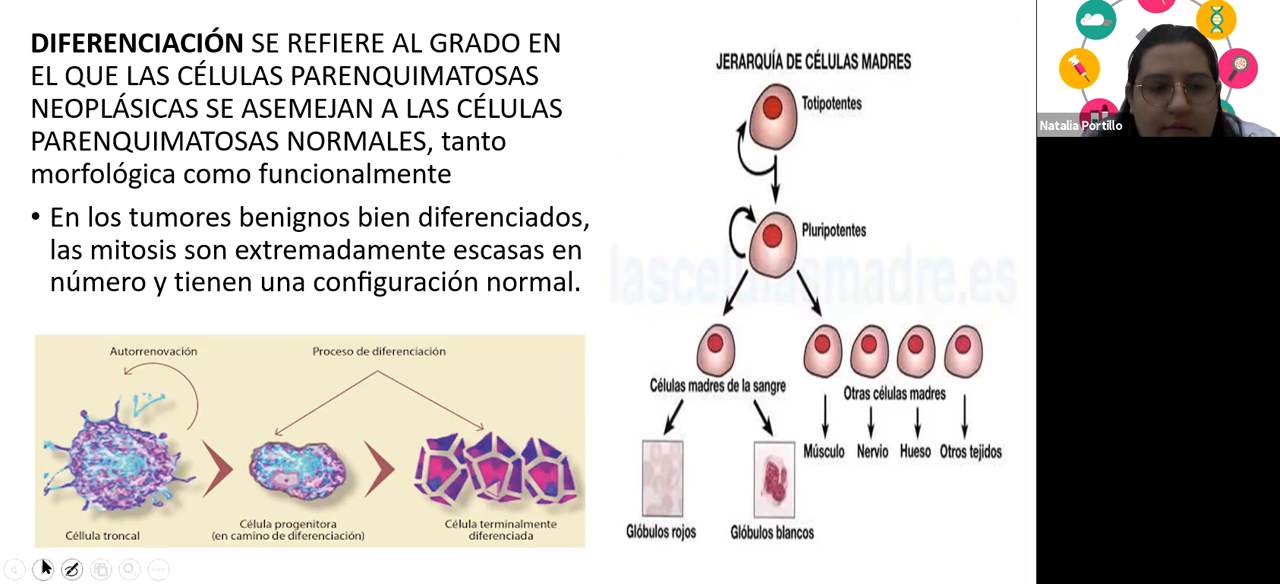 DIFERENCIACIÓN SE REFIERE AL GRADO EN
EL QUE LAS CÉLULAS PARENQUIMATOSAS
NEOPLÁSICAS SE ASEMEJAN A LAS CÉLULAS
PARENQUIMATOSAS NORMALES, tanto
morfológica como funcionalmente
• En los tumores benignos bien diferenciados,
las mitosis son extremadamente escasas en
número y tienen una configuración normal.
Autorrenovación
Proceso de diferenciación
Céllula troncal
Célula progenitora
(en camino de diferenciación)
Célula terminalmente
diferenciada
JERARQUÍA DE CÉLULAS MADRES
Totipotentes
Pluripotentes
lascelulasmadre.es
Células madres de la sangre
Otras células madres
Músculo Nervio Hueso Otros tejidos
Glóbulos rojos
Glóbulos blancos
Natalia Portillo